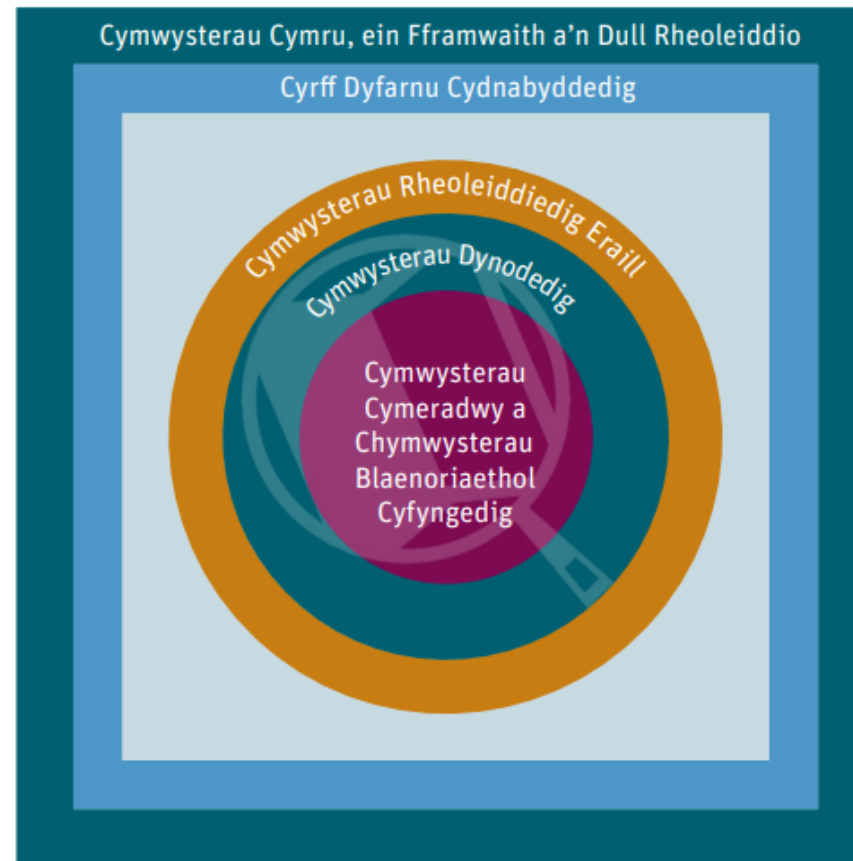 Cymwysterau Cymru, ein Fframwaith a'n Dull Rheoleiddio
Cyrff Dyfarnu Cydnabyddedig
Cymwysterau Rheoleiddiedig Eraill
Cymwysterau Dynodedig
Cymwysterau
Cymeradwy a
Chymwysterau
Blaenoriaethol
Cyfyngedig